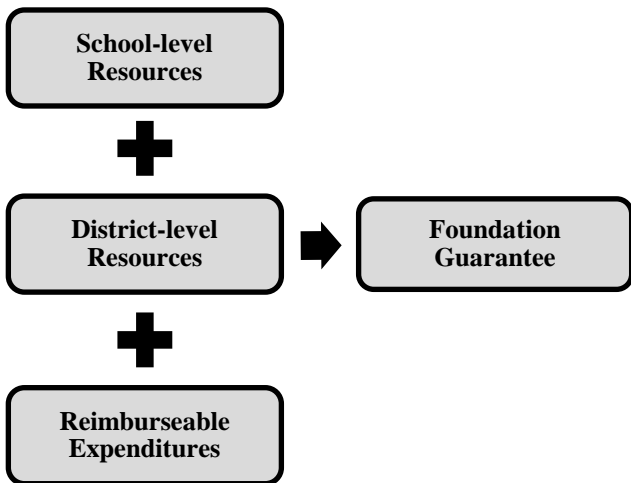 School-level
Resources
District-level
Resources
Foundation
Guarantee
Reimburseable
Expenditures